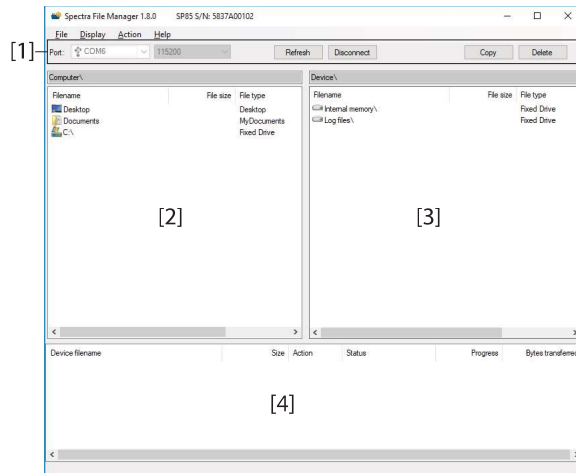 Spectra File Manager 1.8.0 SP85 S/N: 5837A00102
File Display Action Help
[1]
Port: COM6 115200 Refresh Disconnect Copy Delete
Computer\ Device\
Filename File size File type Filename File size File type
Desktop Desktop Internal memory\ Fixed Drive
Documents MyDocuments Log files\ Fixed Drive
C:\ Fixed Drive
[2] [3]
Device filename Size Action Status Progress Bytes transferred
[4]